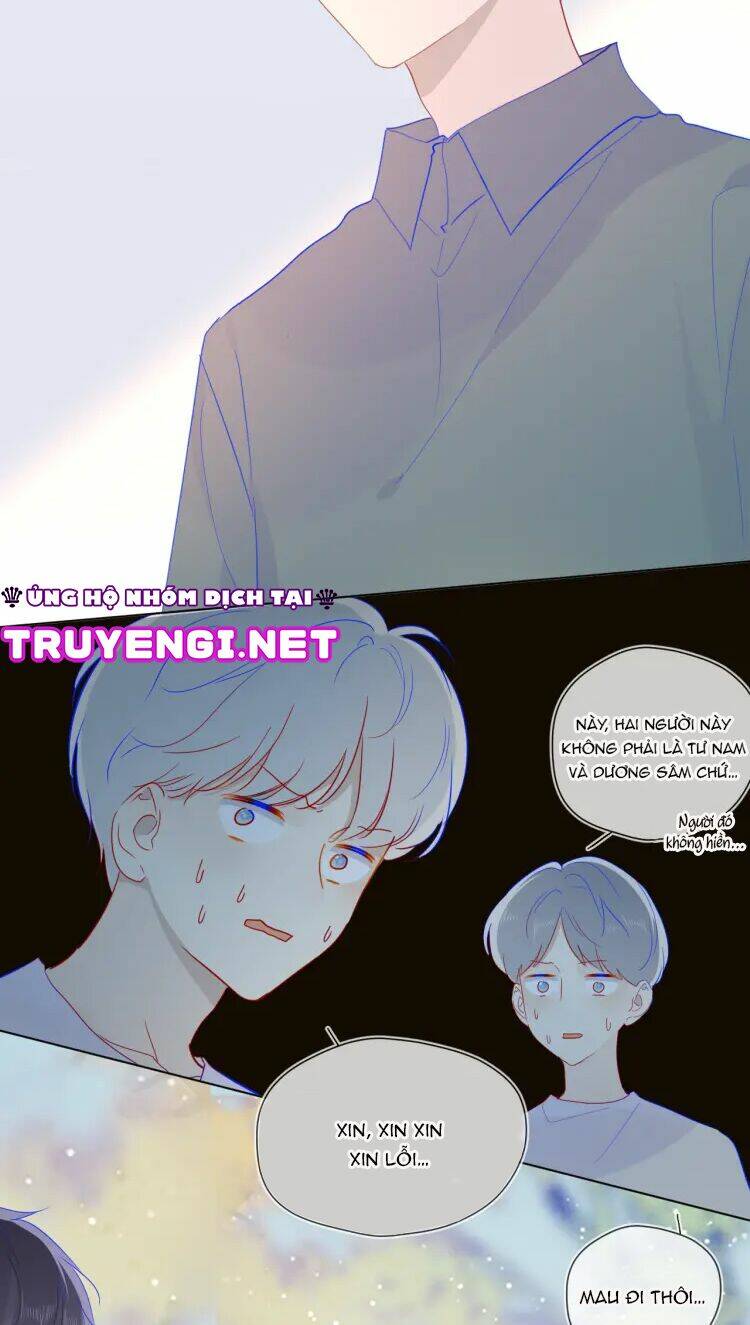 ỦNG HỘ NHÓM DỊCH TẠI
TRUYENGI.NET
NÀY, HAI NGƯỜI NÀY
KHÔNG PHẢI LÀ TƯ NAM
VÀ DƯƠNG SÂM CHỨ...
Người đó
không hiền...
XIN, XIN XIN
XIN LỖI...
MAU ĐI THÔI...